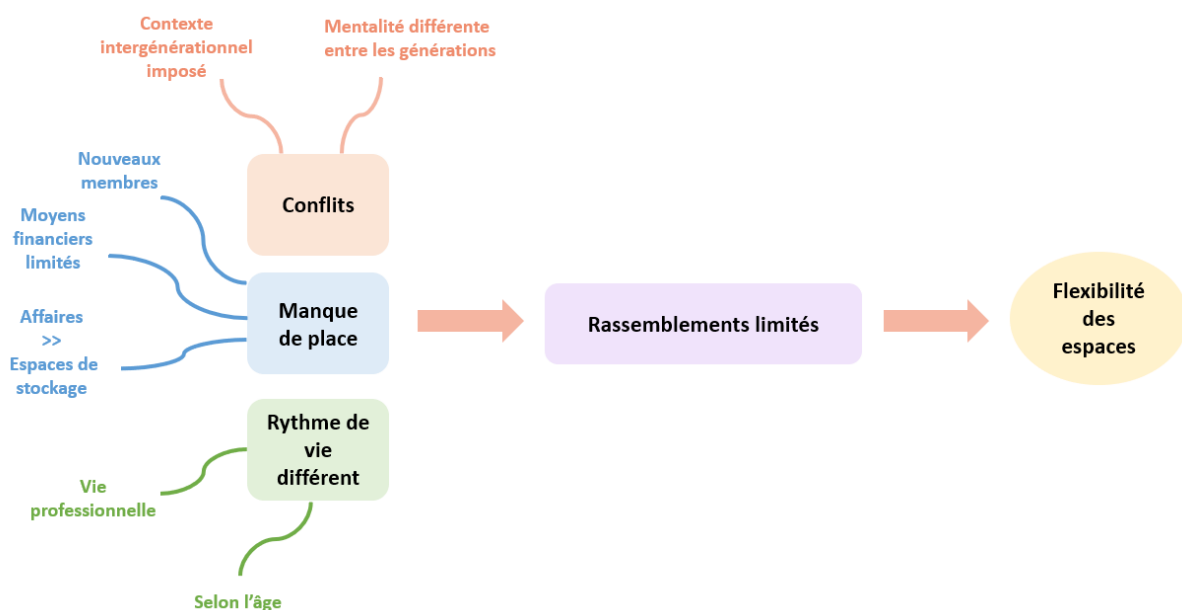 Contexte
intergénérationnel
imposé
Mentalité différente
entre les générations
Nouveaux
membres
Moyens
financiers
limités
Affaires
>>
Espaces de
stockage
Conflits
Manque
de place
Rythme de
vie
différent
Vie
professionnelle
Selon l'âge
Rassemblements limités
Flexibilité
des
espaces